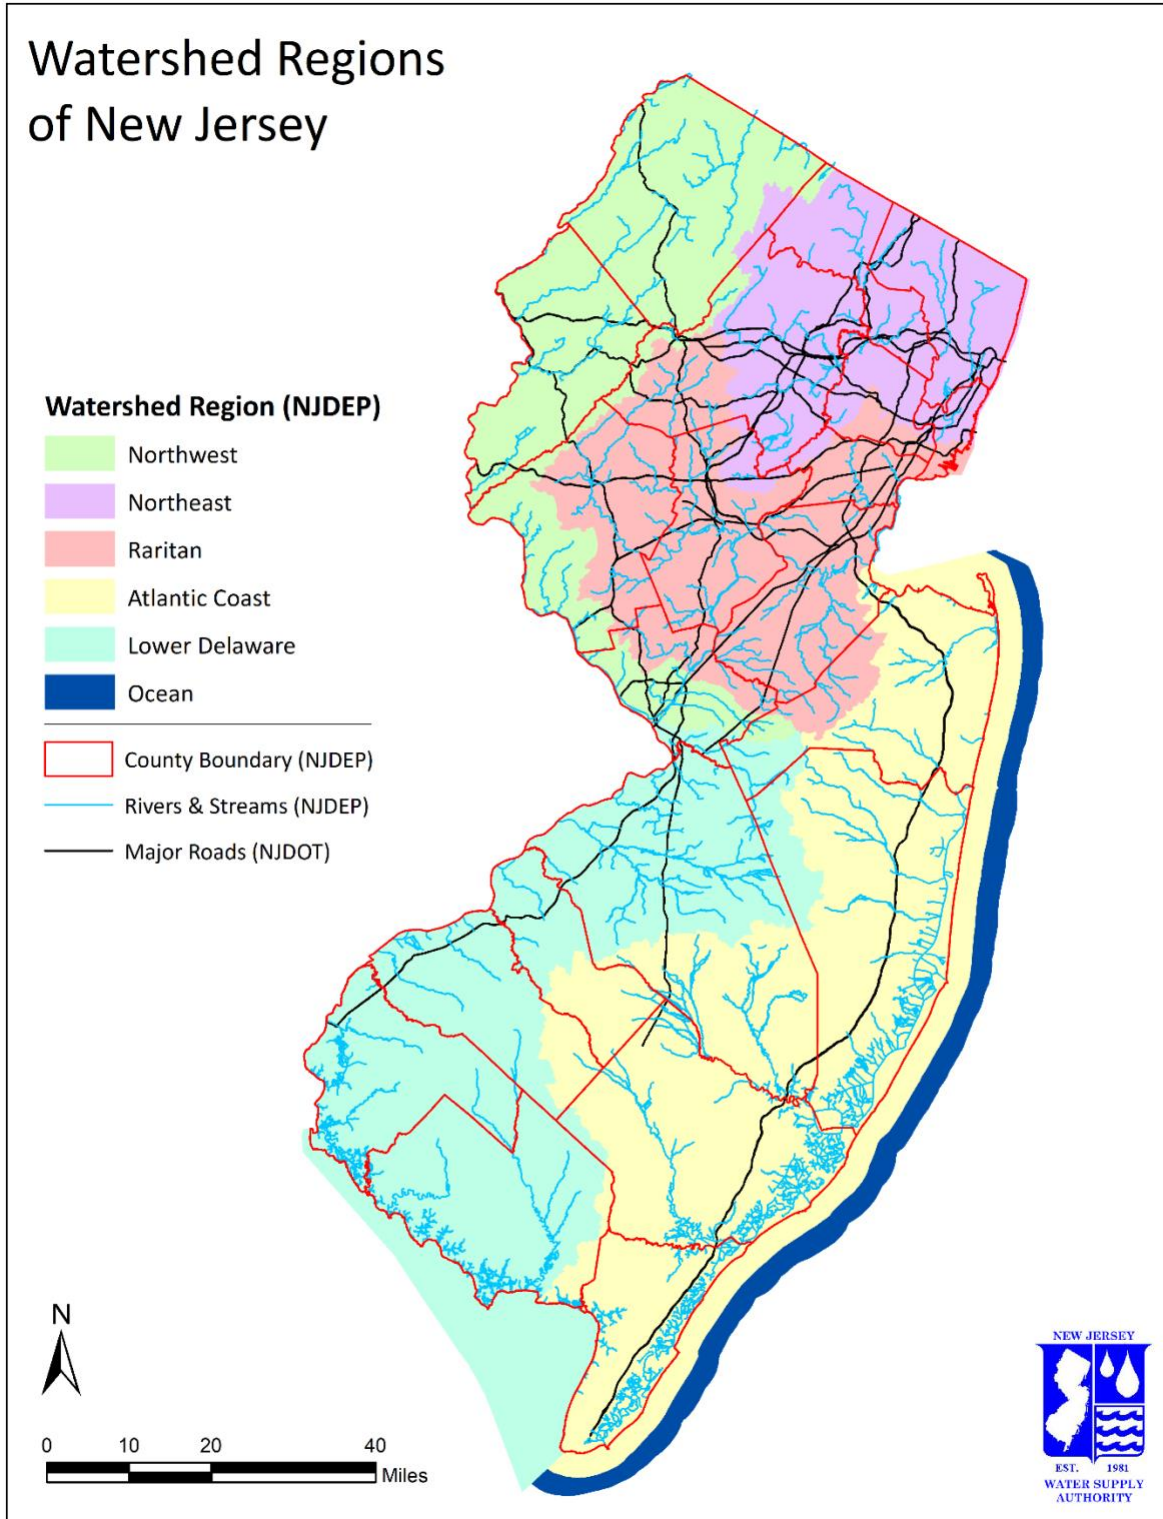 Watershed Regions
of New Jersey
Watershed Region (NJDEP)
Northwest
Northeast
Raritan
Atlantic Coast
Lower Delaware
Ocean
County Boundary (NJDEP)
Rivers & Streams (NJDEP)
Major Roads (NJDOT)
N
0 10 20 40
Miles
NEW JERSEY
EST. 1981
WATER SUPPLY
AUTHORITY